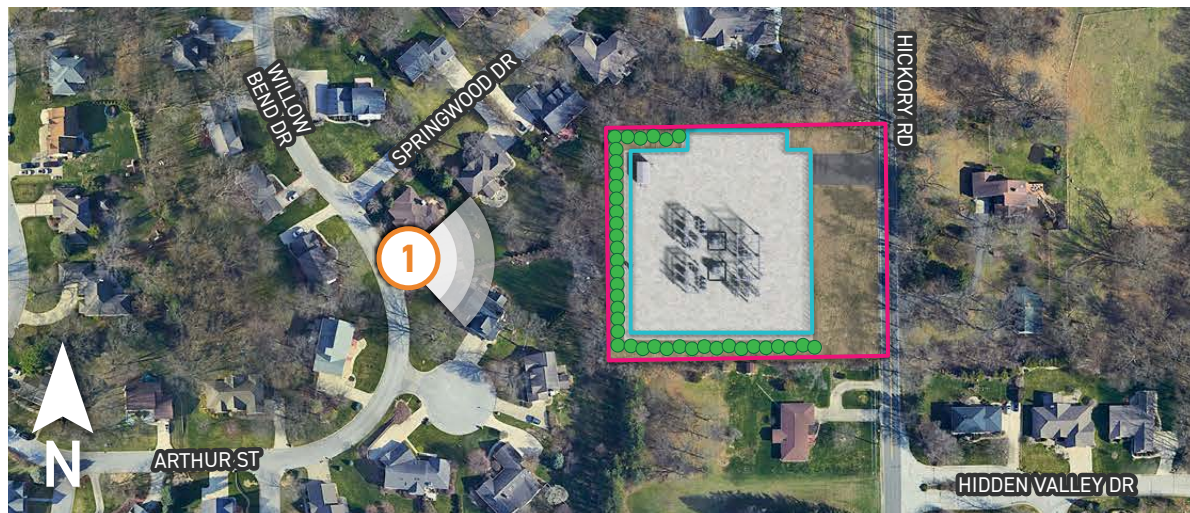 WILLOW
BEND DR
SPRINGWOOD DR
HICKORY RD
1
N
ARTHUR ST
HIDDEN VALLEY DR